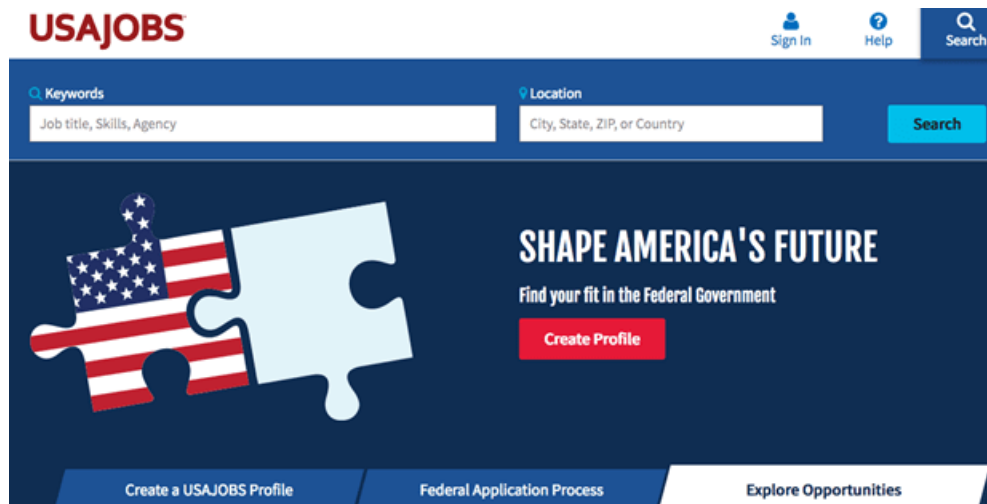 USAJOBS
Sign In
Help
Search
Keywords
Location
Job title, Skills, Agency
City, State, ZIP, or Country
Search
SHAPE AMERICA'S FUTURE
Find your fit in the Federal Government
Create Profile
Create a USAJOBS Profile
Federal Application Process
Explore Opportunities